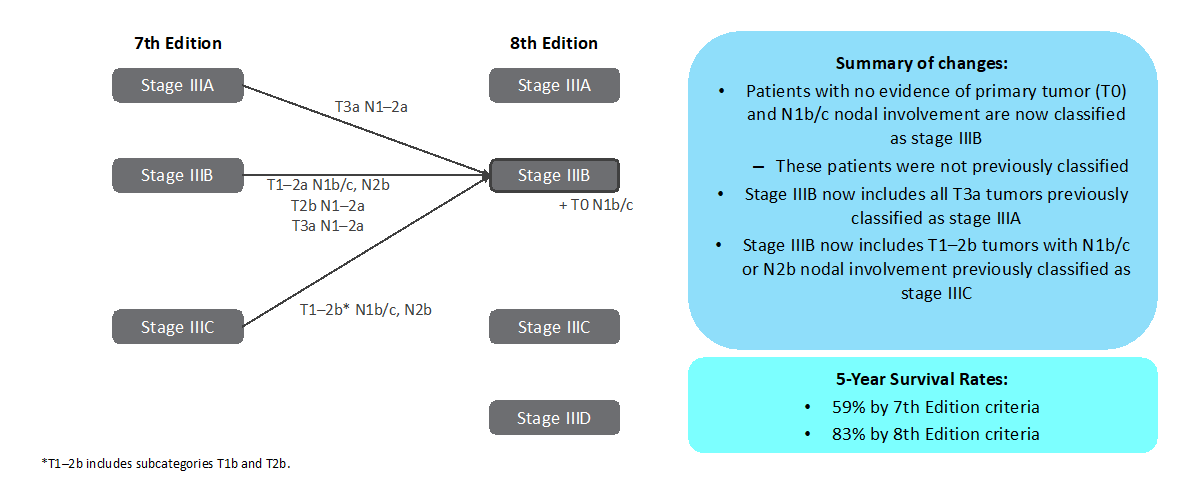 7th Edition
8th Edition
Stage IIIA
Stage IIIA
T3a N1–2a
Stage IIIB
Stage IIIB
T1–2a N1b/c, N2b
T2b N1–2a
T3a N1–2a
+ T0 N1b/c
T1–2b* N1b/c, N2b
Stage IIIC
Stage IIIC
Stage IIID
*T1–2b includes subcategories T1b and T2b.
Summary of changes:
• Patients with no evidence of primary tumor (T0)
and N1b/c nodal involvement are now classified
as stage IIIB
– These patients were not previously classified
• Stage IIIB now includes all T3a tumors previously
classified as stage IIIA
• Stage IIIB now includes T1–2b tumors with N1b/c
or N2b nodal involvement previously classified as
stage IIIC
5-Year Survival Rates:
• 59% by 7th Edition criteria
• 83% by 8th Edition criteria